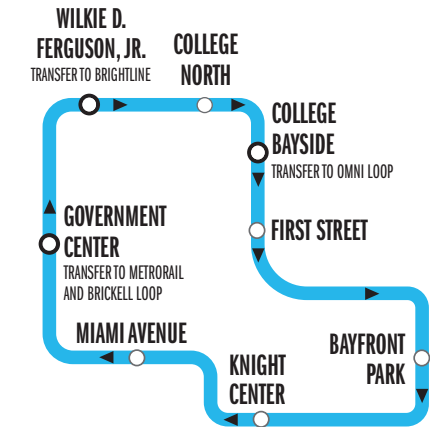 WILKIE D.
FERGUSON, JR.
TRANSFER TO BRIGHTLINE
COLLEGE
NORTH
COLLEGE
BAYSIDE
TRANSFER TO OMNI LOOP
GOVERNMENT
CENTER
TRANSFER TO METRORAIL
AND BRICKELL LOOP
FIRST STREET
MIAMI AVENUE
KNIGHT
CENTER
BAYFRONT
PARK